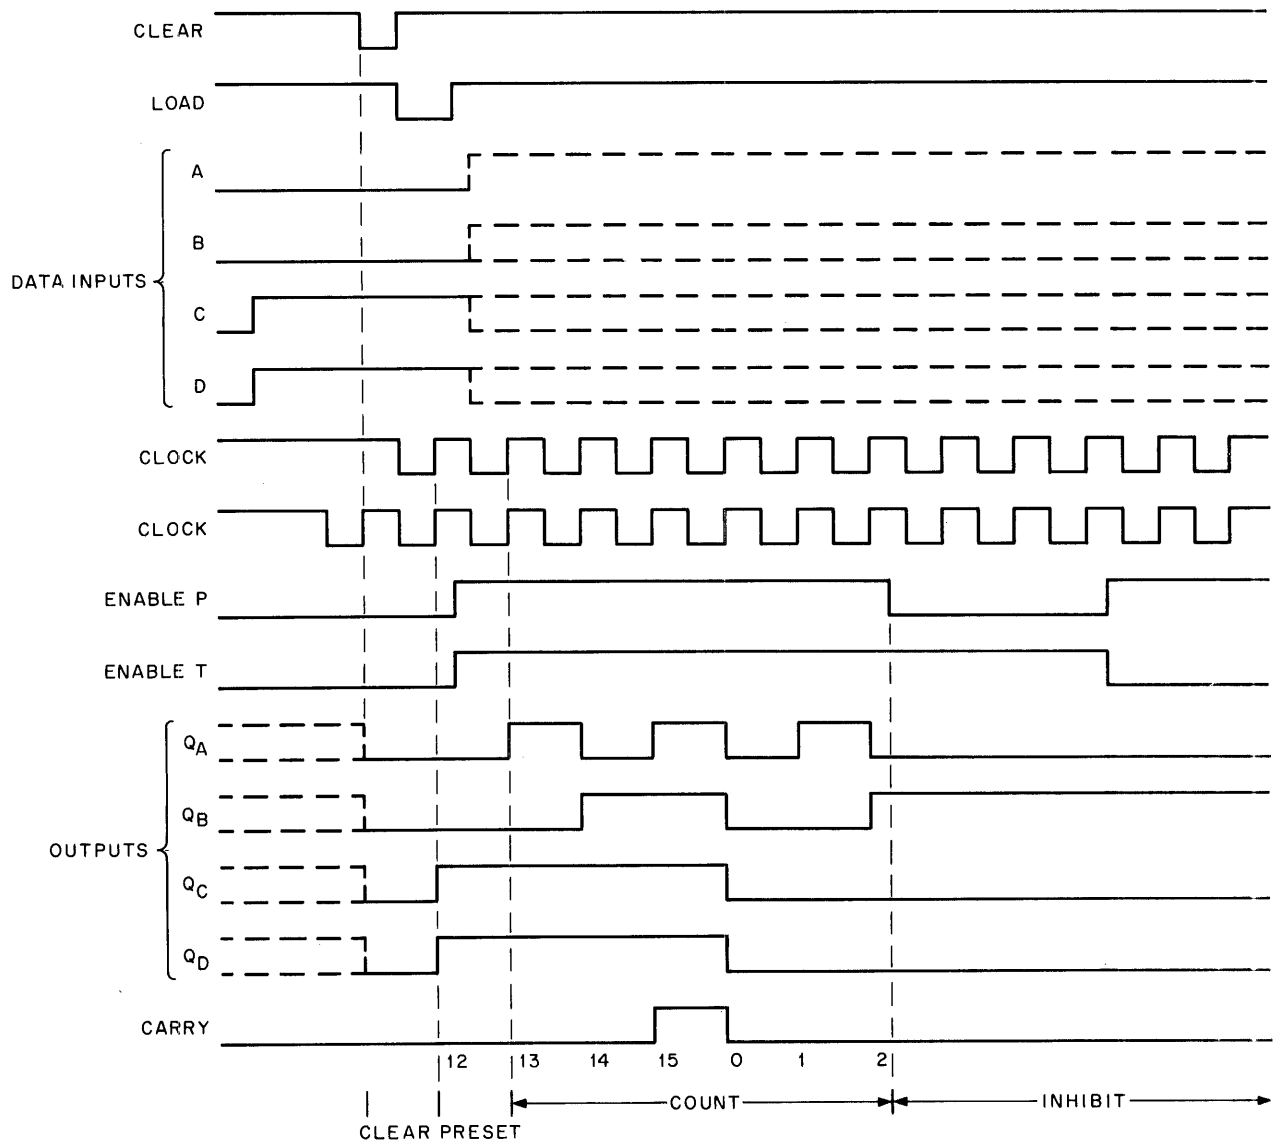 CLEAR
LOAD
DATA INPUTS
A
B
C
D
CLOCK
CLOCK
ENABLE P
ENABLE T
OUTPUTS
QA
QB
QC
QD
CARRY
12 13 14 15 0 1 2
COUNT INHIBIT
CLEAR PRESET